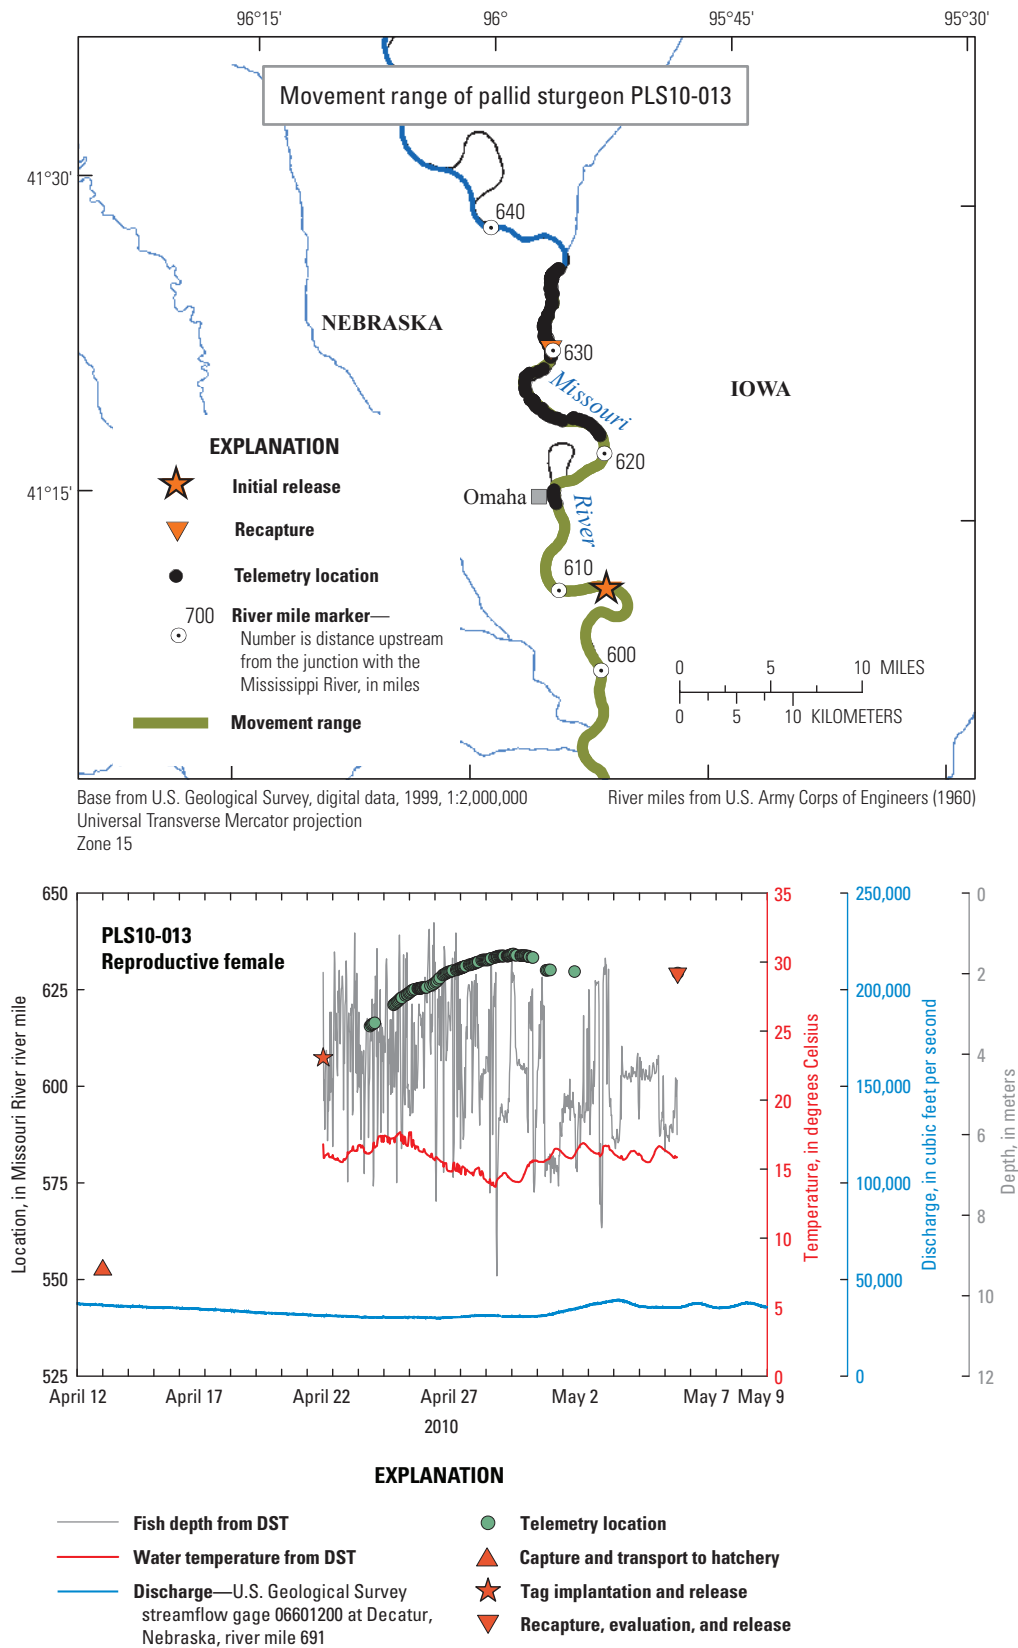 96°15'
96°
95°45'
95°30'
Movement range of pallid sturgeon PLS10-013
41°30'
640
NEBRASKA
630
IOWA
Missouri
EXPLANATION
620
Initial release
41°15'
Omaha
River
Recapture
610
Telemetry location
700
River mile marker—
Number is distance upstream
from the junction with the
Mississippi River, in miles
600
0 5 10 MILES
0 5 10 KILOMETERS
Movement range
Base from U.S. Geological Survey, digital data, 1999, 1:2,000,000
River miles from U.S. Army Corps of Engineers (1960)
Universal Transverse Mercator projection
Zone 15
PLS10-013
Reproductive female
Location, in Missouri River river mile
650
625
600
575
550
525
35
30
25
20
15
10
5
0
Temperature, in degrees Celsius
250,000
200,000
150,000
100,000
50,000
0
Discharge, in cubic feet per second
0
2
4
6
8
10
12
Depth, in meters
April 12 April 17 April 22 April 27 May 2 May 7 May 9
2010
EXPLANATION
Fish depth from DST
Water temperature from DST
Discharge—U.S. Geological Survey
streamflow gage 06601200 at Decatur,
Nebraska, river mile 691
Telemetry location
Capture and transport to hatchery
Tag implantation and release
Recapture, evaluation, and release